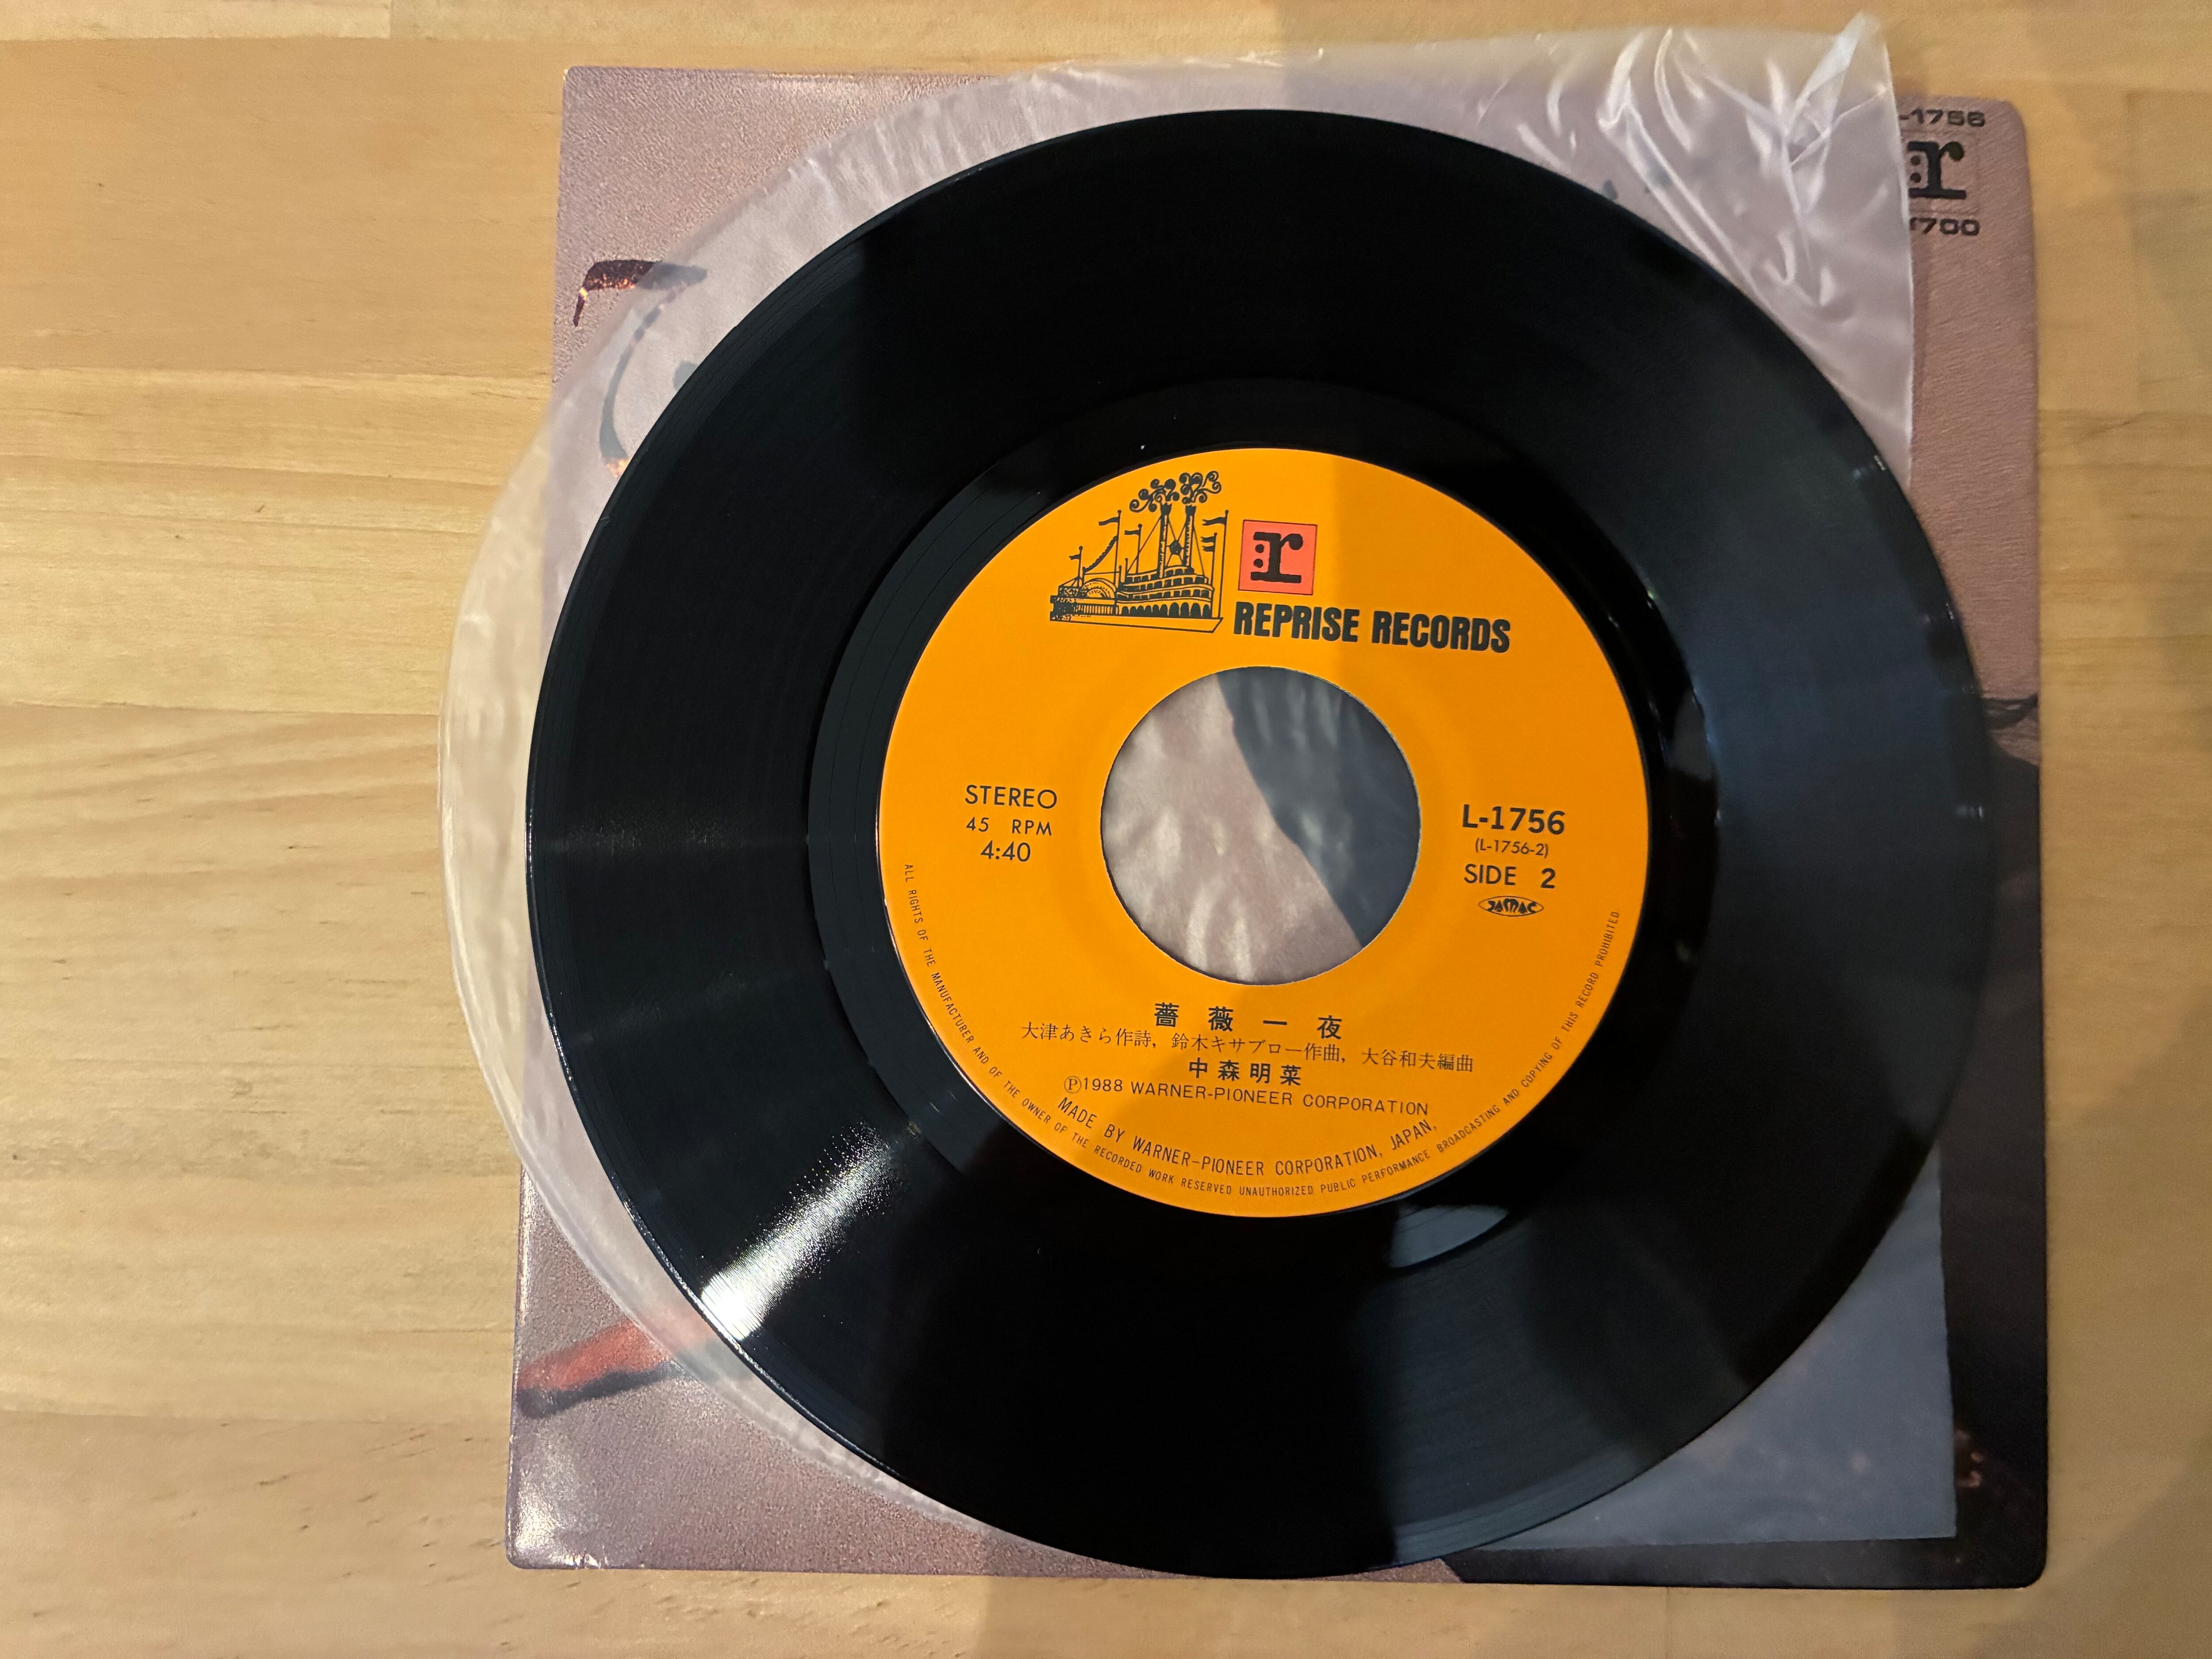 -1756
r
¥700
r
REPRISE RECORDS
STEREO
45 RPM
4:40
L-1756
(L-1756-2)
SIDE 2
JASRAC
薔薇一夜
大津あきら作詩, 鈴木キサブロー作曲, 大谷和夫編曲
中森明菜
Ⓟ1988 WARNER-PIONEER CORPORATION
MADE BY WARNER-PIONEER CORPORATION, JAPAN,
ALL RIGHTS OF THE MANUFACTURER AND OF THE OWNER OF THE RECORDED WORK RESERVED UNAUTHORIZED PUBLIC PERFORMANCE BROADCASTING AND COPYING OF THIS RECORD PROHIBITED